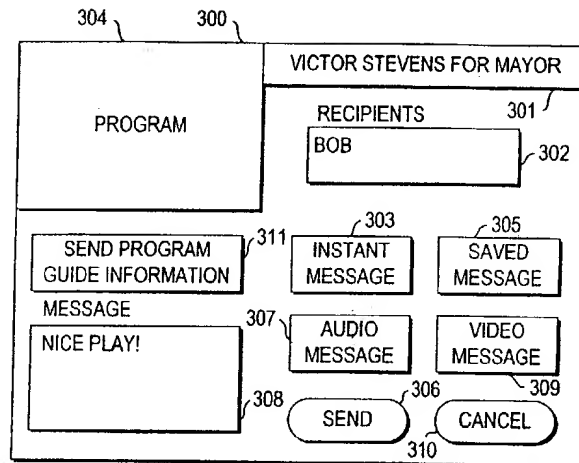 304
300
VICTOR STEVENS FOR MAYOR
301
PROGRAM
RECIPIENTS
BOB
302
303
305
SEND PROGRAM
GUIDE INFORMATION
311
INSTANT
MESSAGE
SAVED
MESSAGE
MESSAGE
307
AUDIO
MESSAGE
VIDEO
MESSAGE
NICE PLAY!
308
306
309
SEND
CANCEL
310